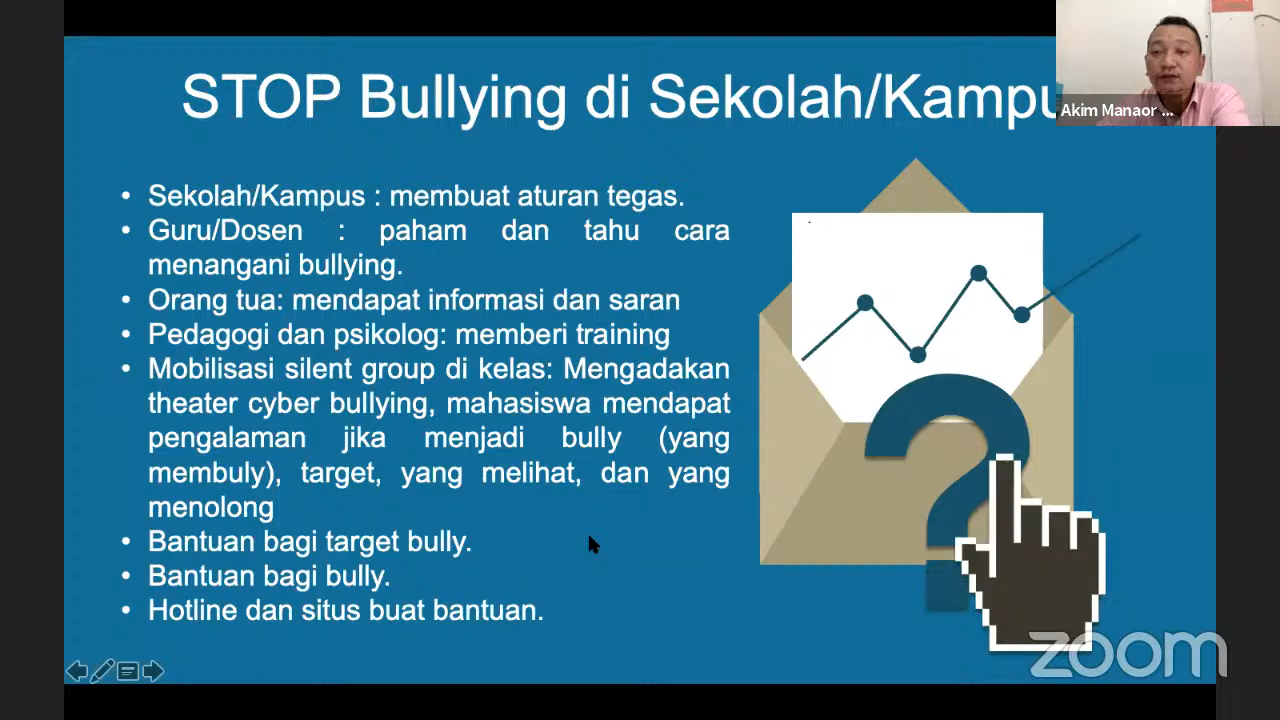 STOP Bullying di Sekolah/Kampu
Akim Manaor ...
• Sekolah/Kampus : membuat aturan tegas.
• Guru/Dosen : paham dan tahu cara
menangani bullying.
• Orang tua: mendapat informasi dan saran
• Pedagogi dan psikolog: memberi training
• Mobilisasi silent group di kelas: Mengadakan
theater cyber bullying, mahasiswa mendapat
pengalaman jika menjadi bully (yang
membuly), target, yang melihat, dan yang
menolong
• Bantuan bagi target bully.
• Bantuan bagi bully.
• Hotline dan situs buat bantuan.
?
zoom